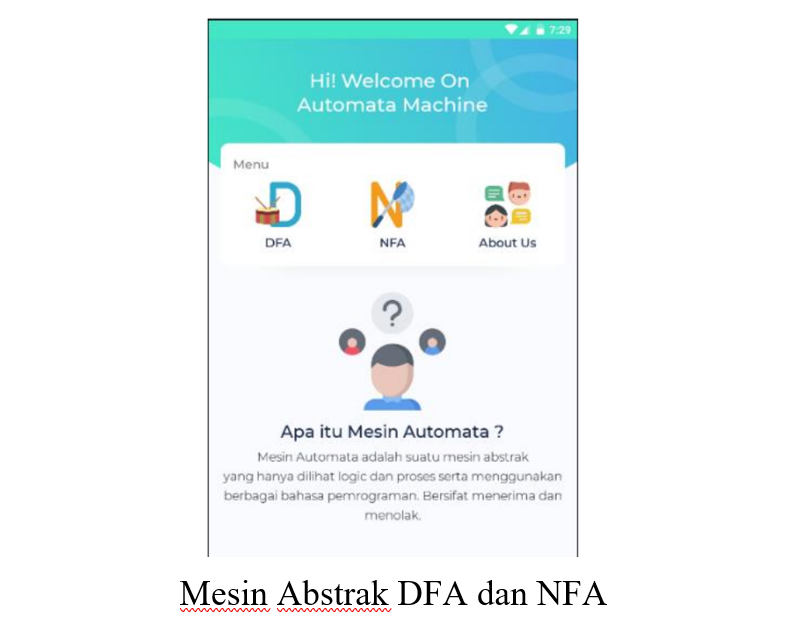 7:29
Hi! Welcome On
Automata Machine
Menu
DFA
NFA
About Us
?
Apa itu Mesin Automata ?
Mesin Automata adalah suatu mesin abstrak
yang hanya dilihat logic dan proses serta menggunakan
berbagai bahasa pemrograman. Bersifat menerima dan
menolak.
Mesin Abstrak DFA dan NFA